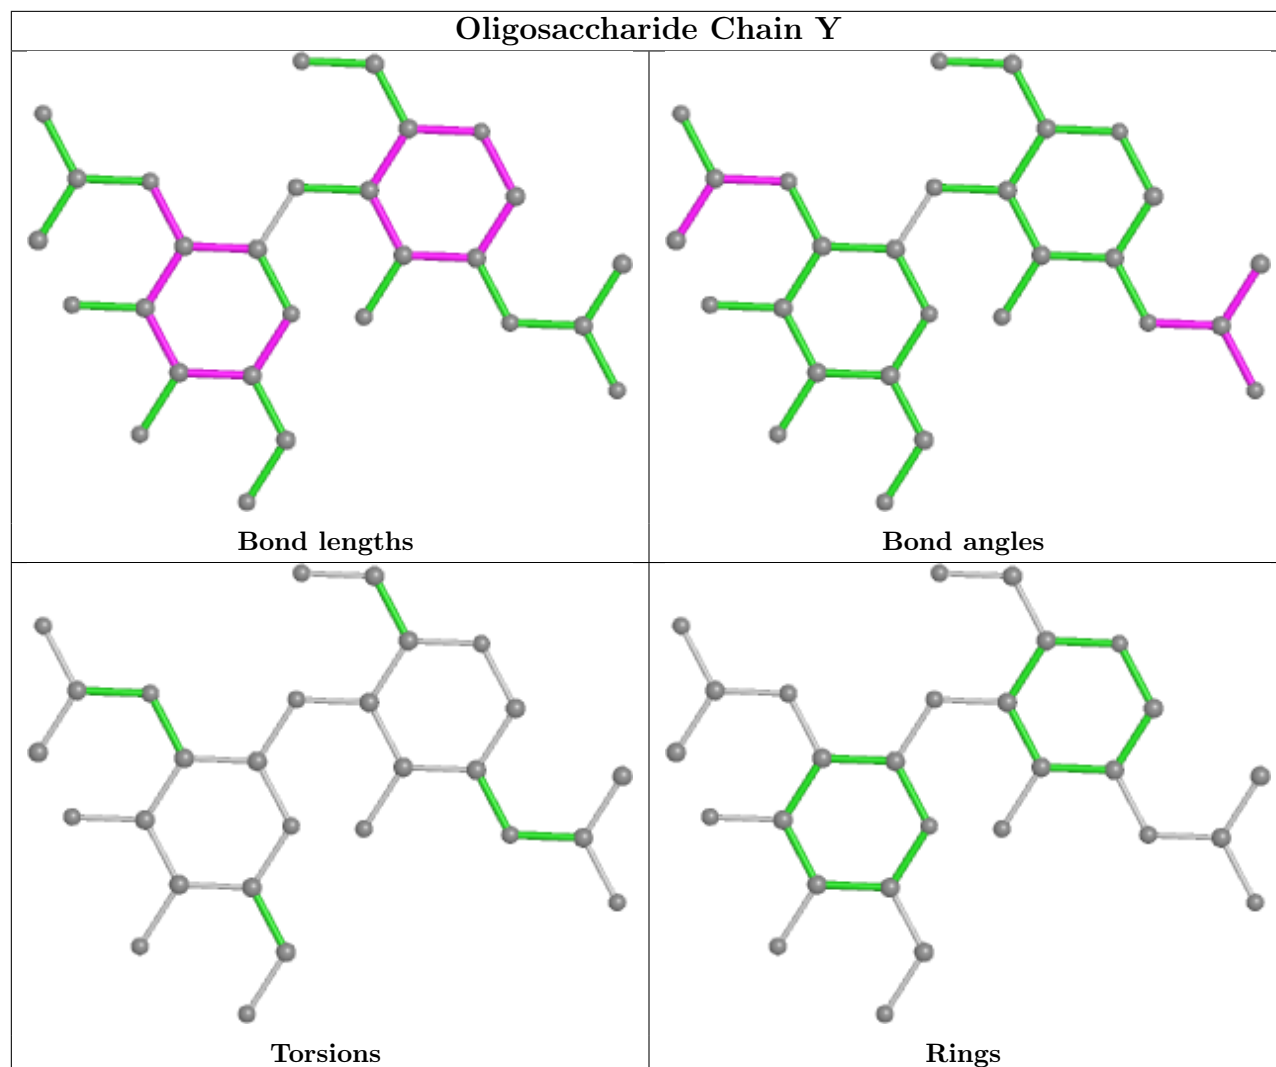 Oligosaccharide Chain Y
Bond lengths
Bond angles
Torsions
Rings